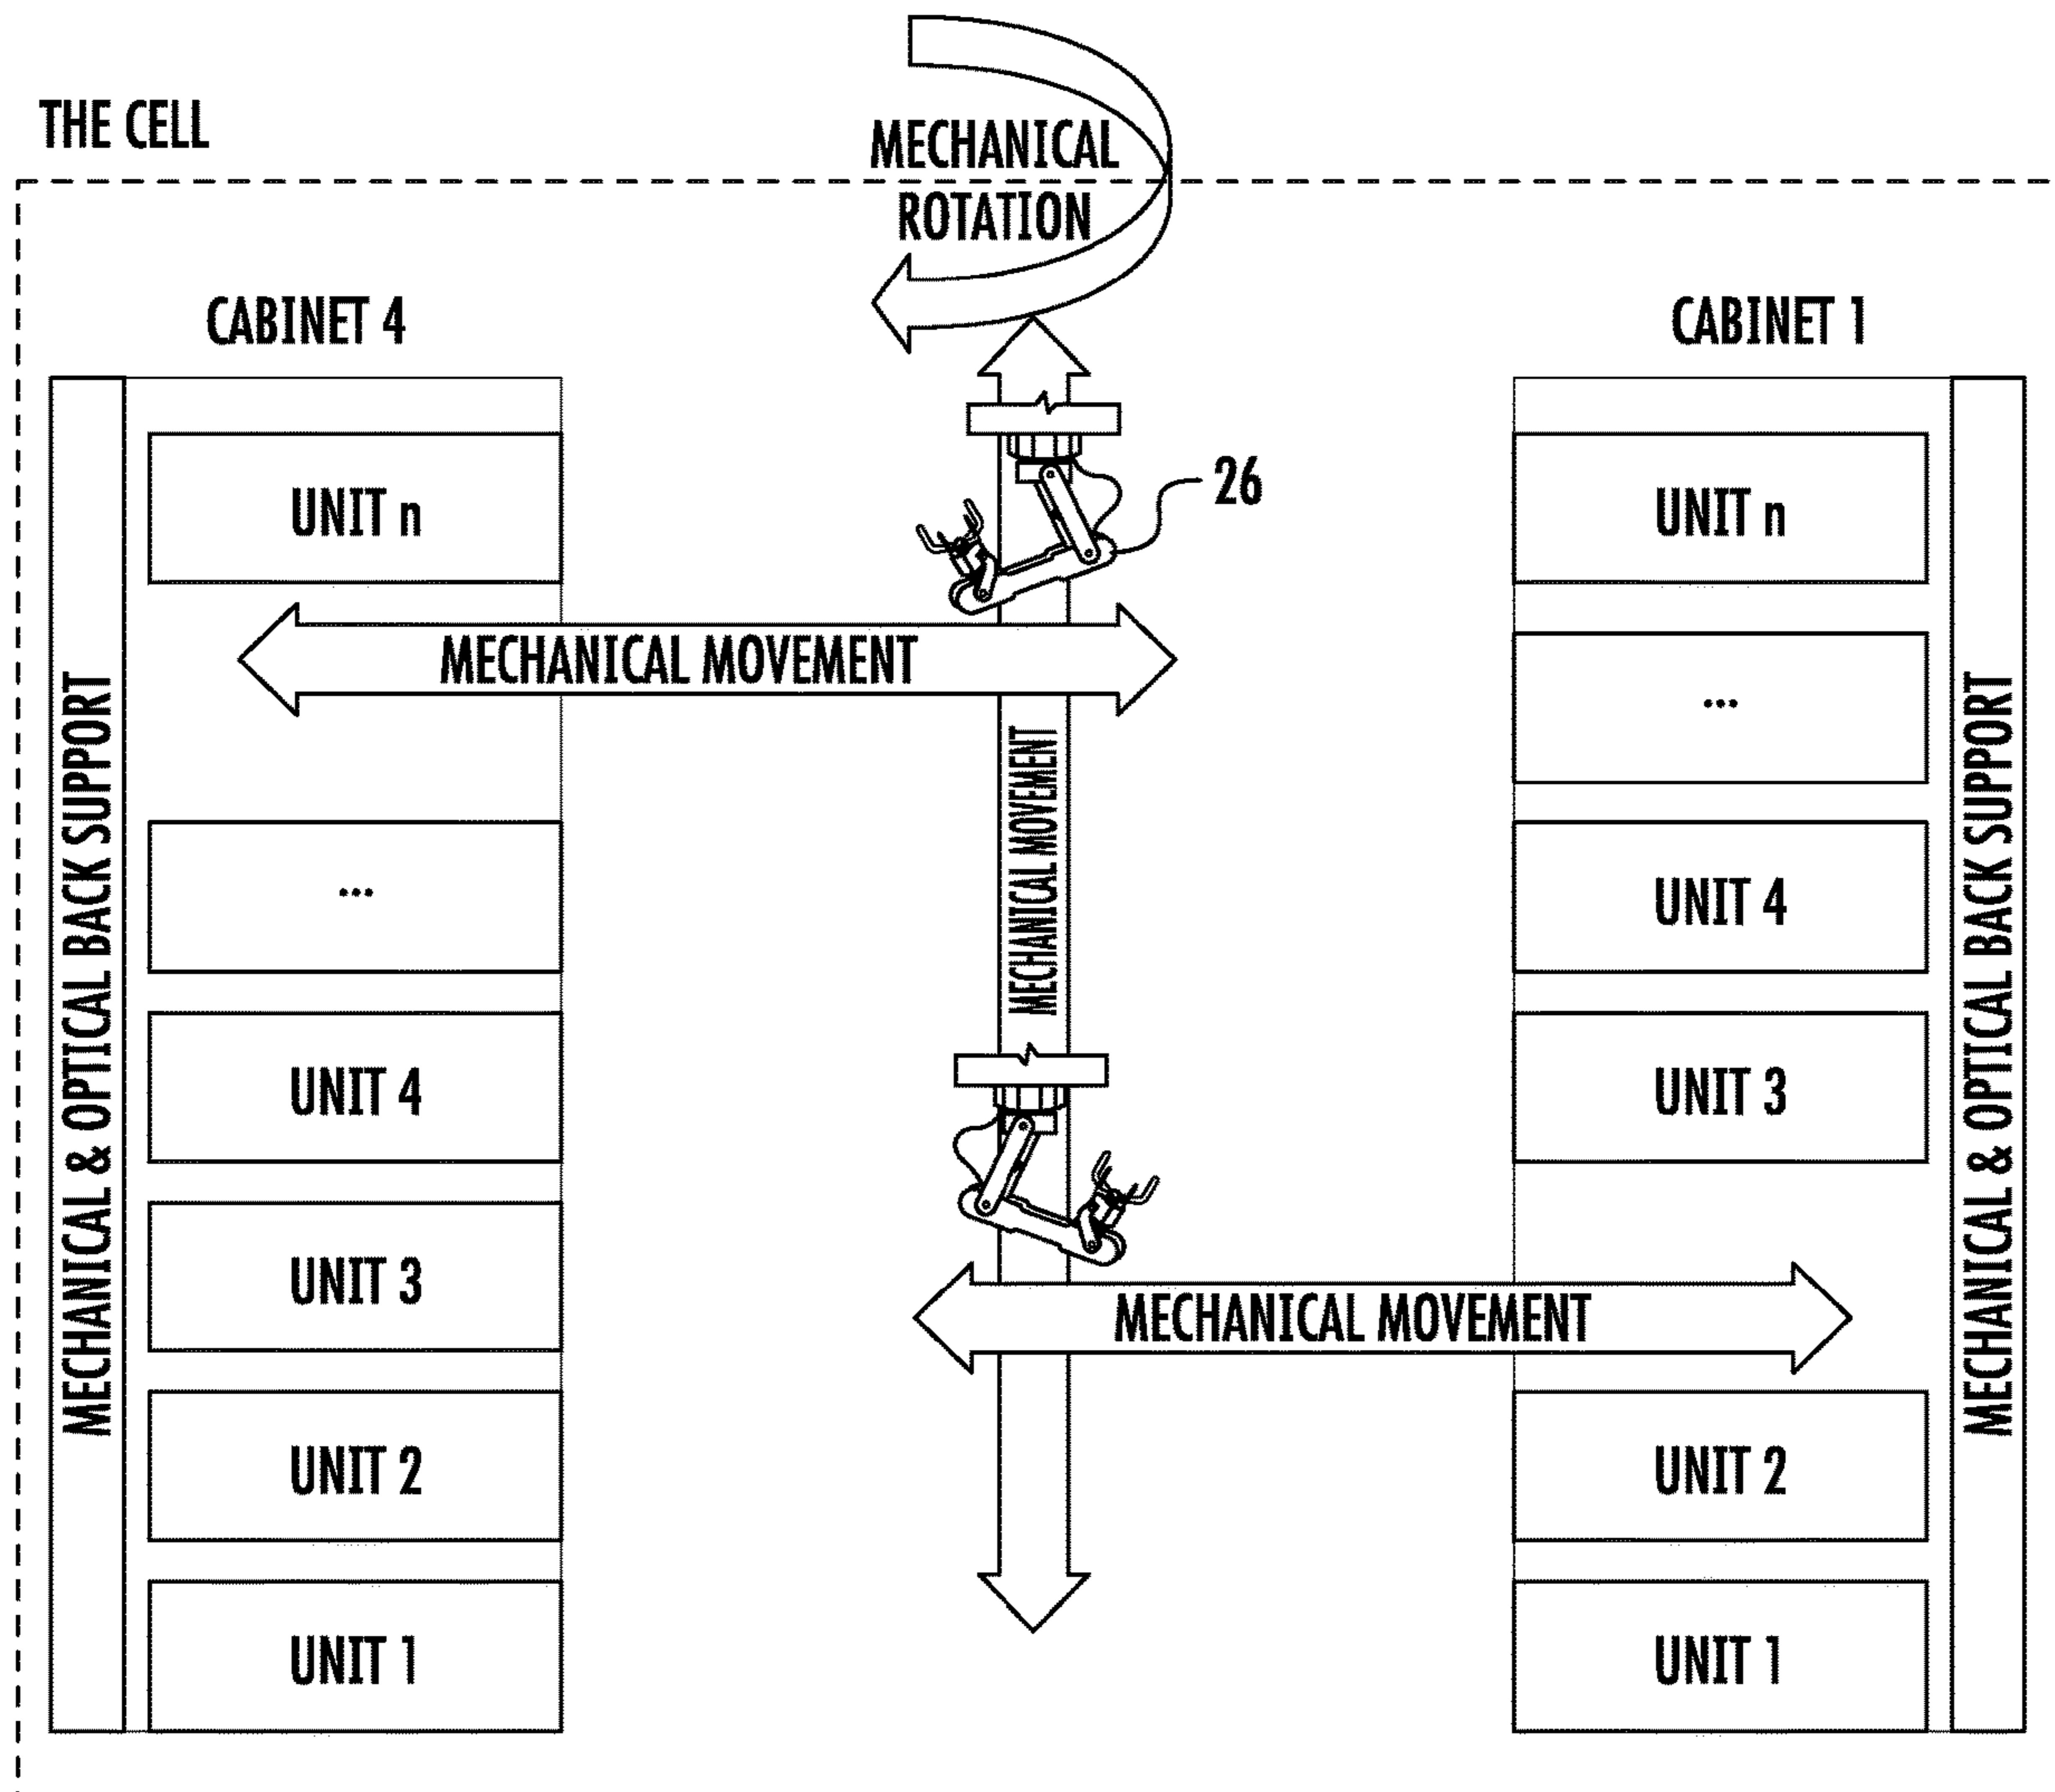 THE CELL
MECHANICAL
ROTATION
CABINET 4
CABINET 1
UNIT n
26
UNIT n
MECHANICAL MOVEMENT
...
MECHANICAL & OPTICAL BACK SUPPORT
MECHANICAL MOVEMENT
MECHANICAL & OPTICAL BACK SUPPORT
...
UNIT 4
UNIT 4
UNIT 3
UNIT 3
MECHANICAL MOVEMENT
UNIT 2
UNIT 2
UNIT 1
UNIT 1